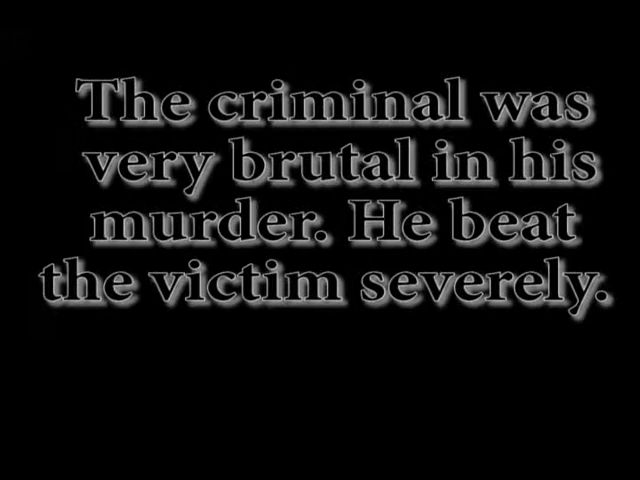 The criminal was
very brutal in his
murder. He beat
the victim severely.